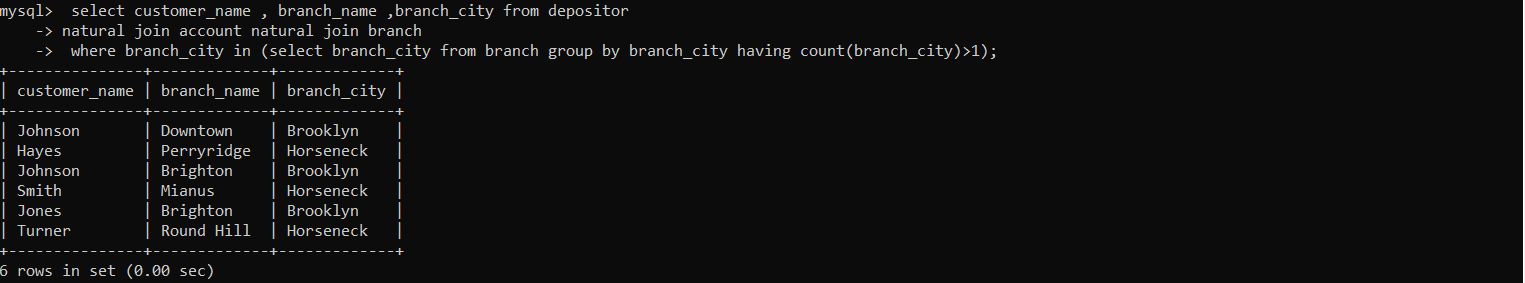 mysql>  select customer_name , branch_name ,branch_city from depositor
    -> natural join account natural join branch
    ->  where branch_city in (select branch_city from branch group by branch_city having count(branch_city)>1);
+---------------+-------------+-------------+
| customer_name | branch_name | branch_city |
+---------------+-------------+-------------+
| Johnson       | Downtown    | Brooklyn    |
| Hayes         | Perryridge  | Horseneck   |
| Johnson       | Brighton    | Brooklyn    |
| Smith         | Mianus      | Horseneck   |
| Jones         | Brighton    | Brooklyn    |
| Turner        | Round Hill  | Horseneck   |
+---------------+-------------+-------------+
6 rows in set (0.00 sec)